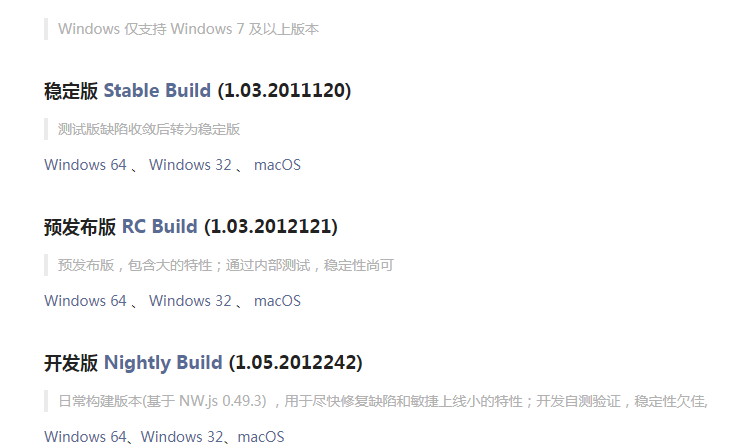 Windows 仅支持 Windows 7 及以上版本
稳定版 Stable Build (1.03.2011120)
测试版缺陷收敛后转为稳定版
Windows 64 、 Windows 32 、 macOS
预发布版 RC Build (1.03.2012121)
预发布版，包含大的特性；通过内部测试，稳定性尚可
Windows 64 、 Windows 32 、 macOS
开发版 Nightly Build (1.05.2012242)
日常构建版本(基于 NW.js 0.49.3) ，用于尽快修复缺陷和敏捷上线小的特性；开发自测验证，稳定性欠佳,
Windows 64、Windows 32、macOS